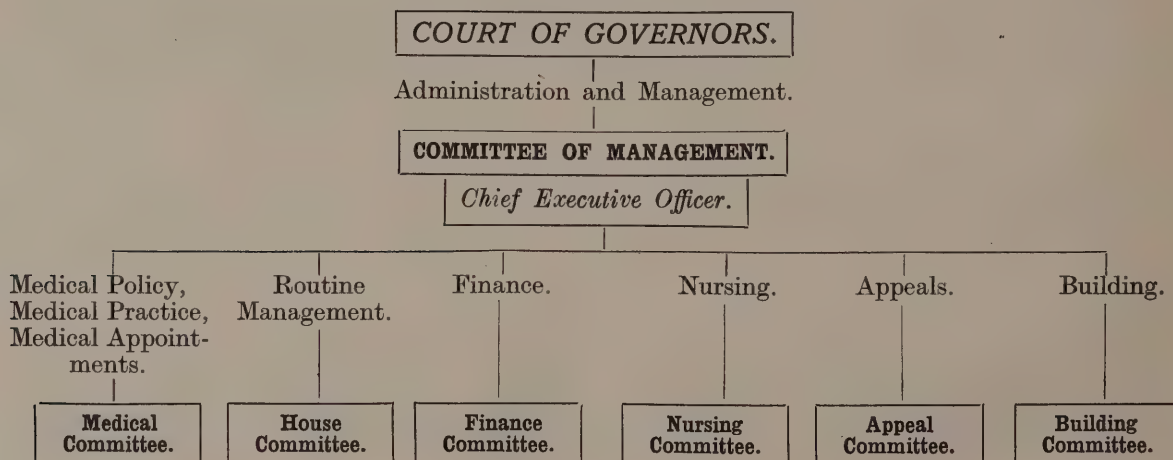 COURT OF GOVERNORS.
Administration and Management.
COMMITTEE OF MANAGEMENT.
Chief Executive Officer.
Medical Policy,
Medical Practice,
Medical Appoint-
ments.
Routine
Management.
Finance.
Nursing.
Appeals.
Building.
Medical
Committee.
House
Committee.
Finance
Committee.
Nursing
Committee.
Appeal
Committee.
Building
Committee.